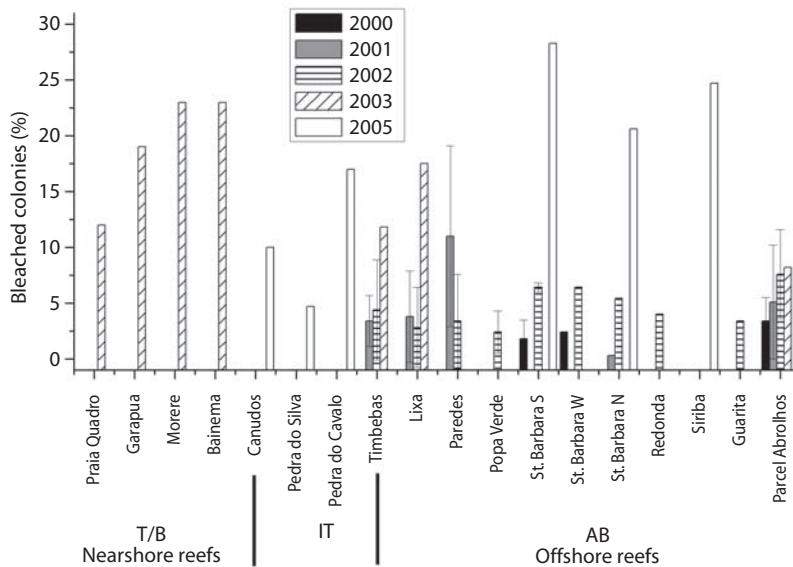 30
25
20
15
10
5
0
Bleached colonies (%)
2000
2001
2002
2003
2005
Praia Quadro
Garapua
Morere
Bainema
Canudos
Pedra do Silva
Pedra do Cavalo
Timbebas
Lixa
Paredes
Popa Verde
St. Barbara S
St. Barbara W
St. Barbara N
Redonda
Siriba
Guarita
Parcel Abrolhos
T/B
Nearshore reefs
IT
AB
Offshore reefs